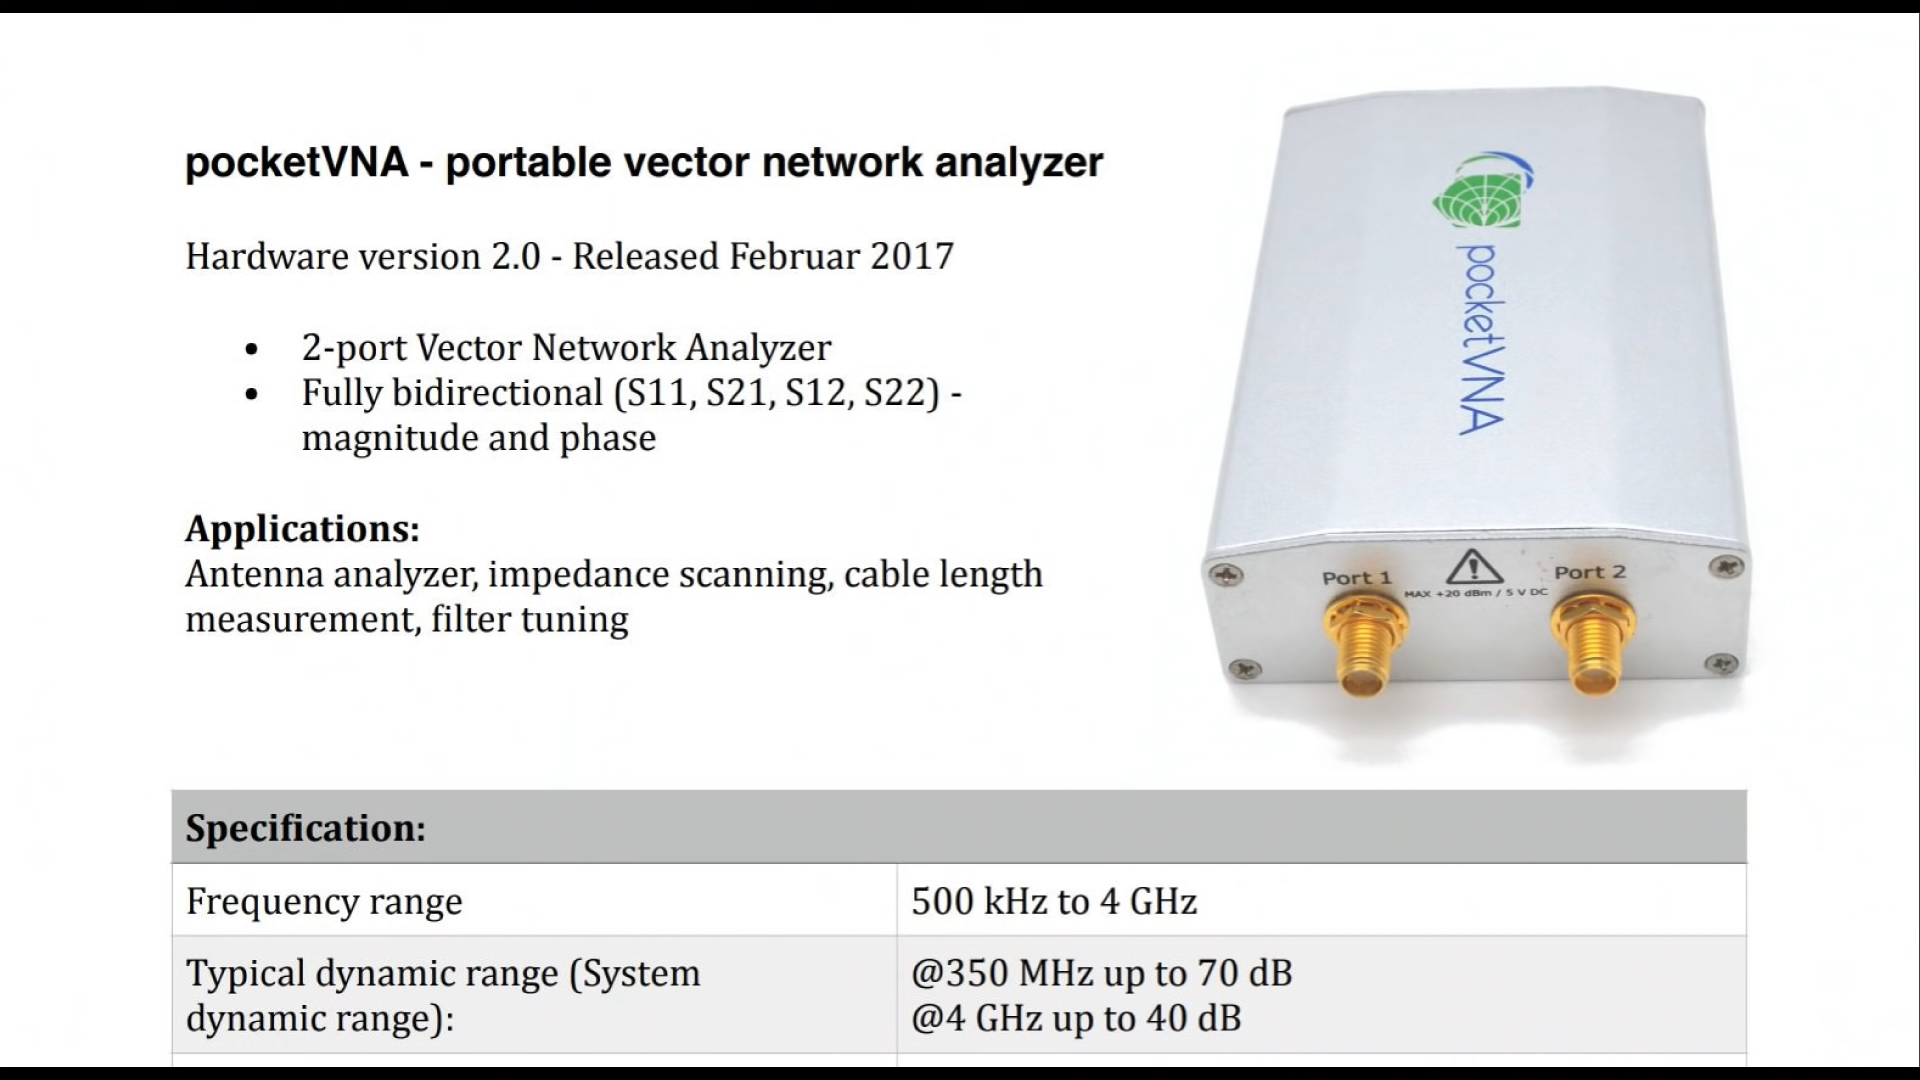 pocketVNA - portable vector network analyzer
Hardware version 2.0 - Released Februar 2017
• 2-port Vector Network Analyzer
• Fully bidirectional (S11, S21, S12, S22) -
magnitude and phase
Applications:
Antenna analyzer, impedance scanning, cable length
measurement, filter tuning
pocketVNA
Port 1
MAX +20 dBm / 5 V DC
Port 2
Specification:
Frequency range 500 kHz to 4 GHz
Typical dynamic range (System @350 MHz up to 70 dB
dynamic range): @4 GHz up to 40 dB